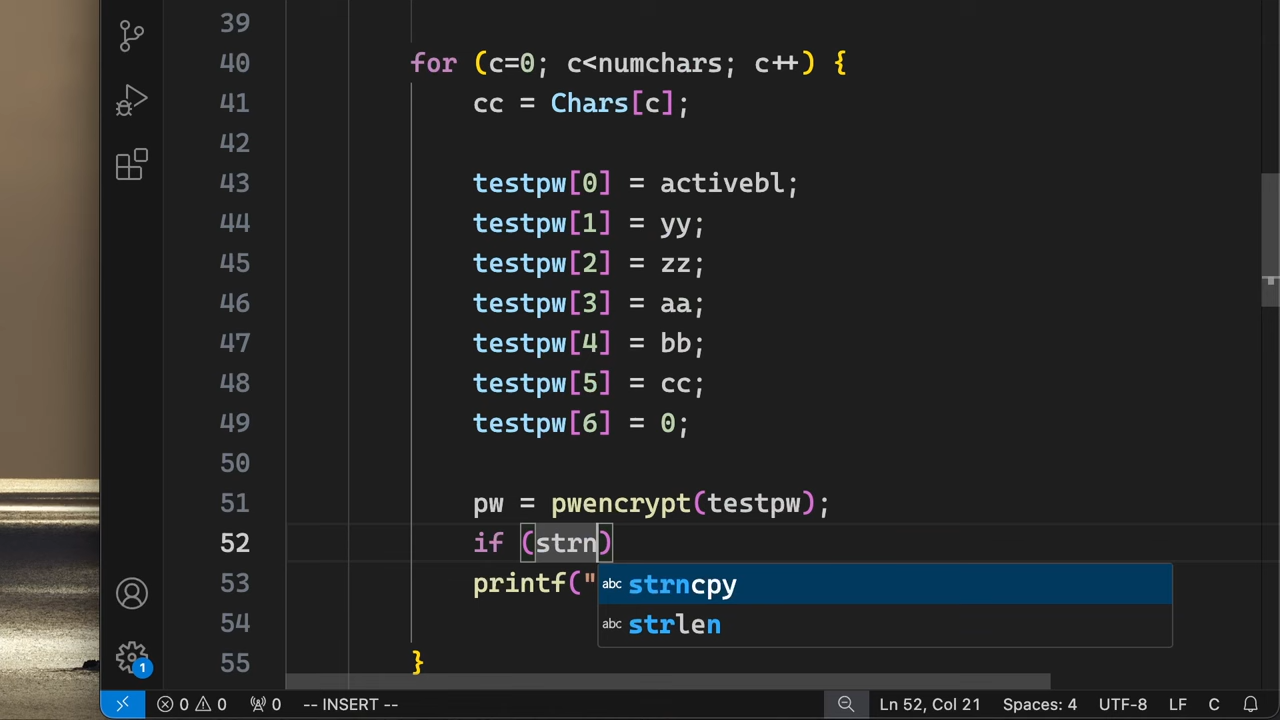 39
40 for (c=0; c<numchars; c++) {
41 cc = Chars[c];
42
43 testpw[0] = activebl;
44 testpw[1] = yy;
45 testpw[2] = zz;
46 testpw[3] = aa;
47 testpw[4] = bb;
48 testpw[5] = cc;
49 testpw[6] = 0;
50
51 pw = pwencrypt(testpw);
52 if (strn)
53 printf("
abc strncpy
abc strlen
54
55 }
1
0 0 0 -- INSERT -- Ln 52, Col 21 Spaces: 4 UTF-8 LF C